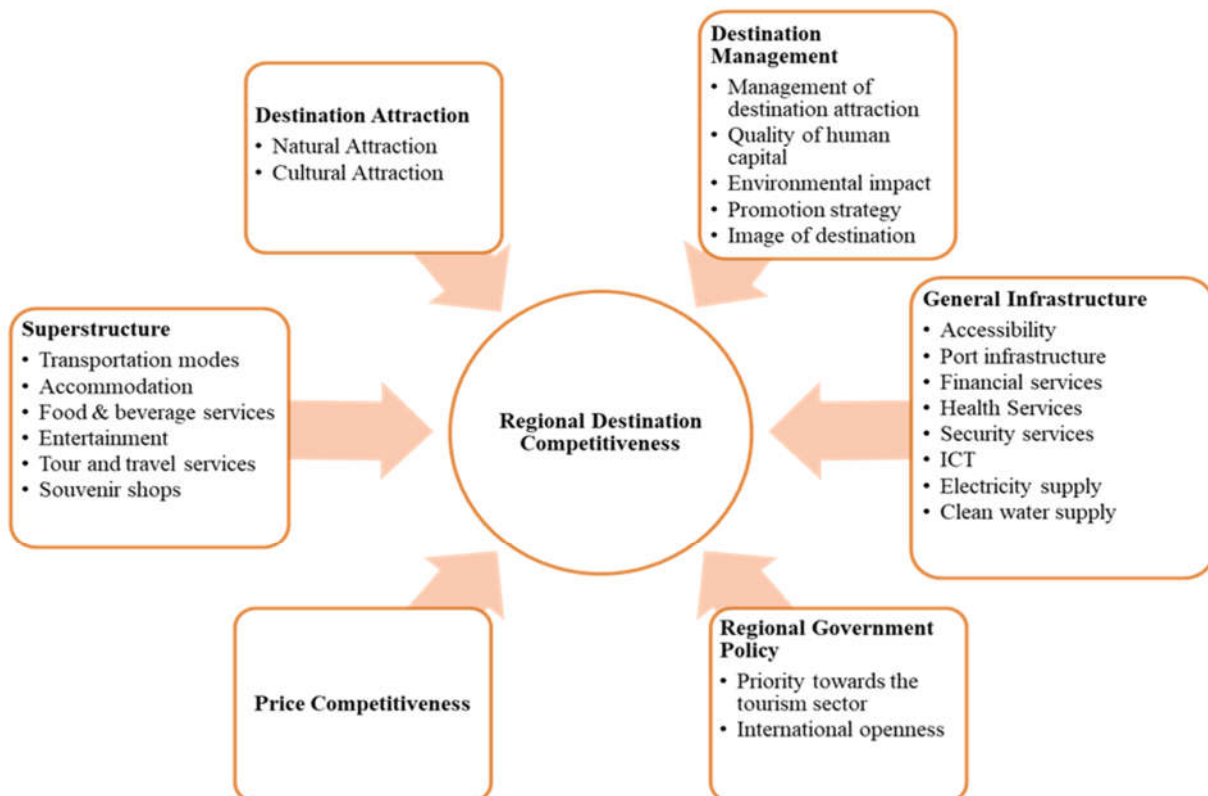 Destination Attraction
• Natural Attraction
• Cultural Attraction
Destination
Management
• Management of
destination attraction
• Quality of human
capital
• Environmental impact
• Promotion strategy
• Image of destination
Superstructure
• Transportation modes
• Accommodation
• Food & beverage services
• Entertainment
• Tour and travel services
• Souvenir shops
Regional Destination
Competitiveness
General Infrastructure
• Accessibility
• Port infrastructure
• Financial services
• Health Services
• Security services
• ICT
• Electricity supply
• Clean water supply
Price Competitiveness
Regional Government
Policy
• Priority towards the
tourism sector
• International openness